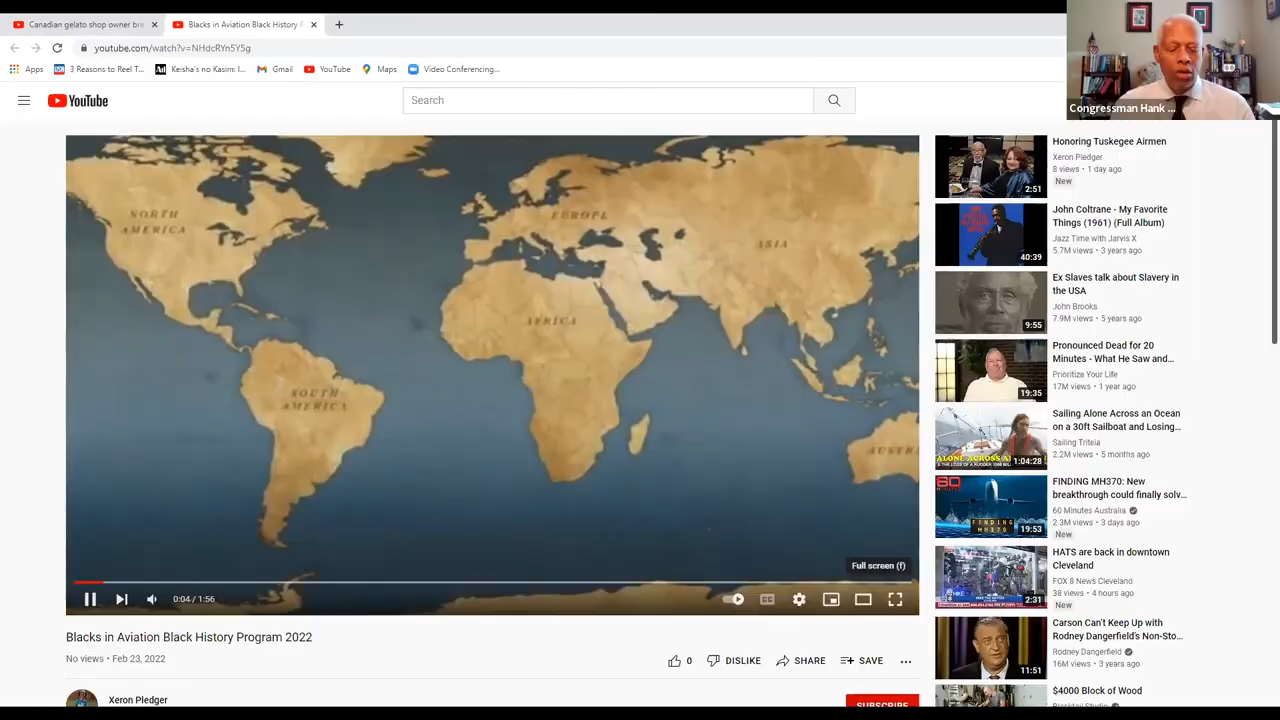 Canadian gelato shop owner bre
Blacks in Aviation Black History F
youtube.com/watch?v=NHdcRYn5Y5g
Apps
3 Reasons to Reel T...
Keisha's no Kasim: I...
Gmail
YouTube
Maps
Video Conferencing...
Congressman Hank ...
YouTube
Search
NORTH
AMERICA
EUROPE
ASIA
AFRICA
SOUTH
AMERICA
AUSTRA
Full screen (f)
0:04 / 1:56
Blacks in Aviation Black History Program 2022
No views • Feb 23, 2022
0
DISLIKE
SHARE
SAVE
Xeron Pledger
SUBSCRIBE
Honoring Tuskegee Airmen
Xeron Pledger
8 views • 1 day ago
New
2:51
John Coltrane - My Favorite
Things (1961) (Full Album)
Jazz Time with Jarvis X
5.7M views • 3 years ago
40:39
Ex Slaves talk about Slavery in
the USA
John Brooks
7.9M views • 5 years ago
9:55
Pronounced Dead for 20
Minutes - What He Saw and...
Prioritize Your Life
17M views • 1 year ago
19:35
Sailing Alone Across an Ocean
on a 30ft Sailboat and Losing...
Sailing Triteia
2.2M views • 5 months ago
1:04:28
FINDING MH370: New
breakthrough could finally solv...
60 Minutes Australia
2.3M views • 3 days ago
New
60
FINDING
MH370
19:53
HATS are back in downtown
Cleveland
FOX 8 News Cleveland
38 views • 4 hours ago
New
2:31
Carson Can't Keep Up with
Rodney Dangerfield's Non-Sto...
Rodney Dangerfield
16M views • 3 years ago
11:51
$4000 Block of Wood